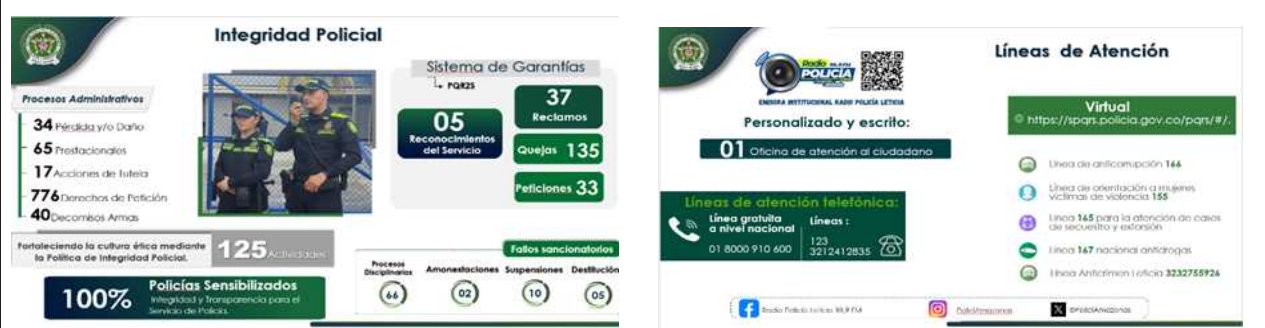 Integridad Policial
Procesos Administrativos
34 Pérdida y/o Daño
65 Prestacionales
17 Acciones de Tutela
776 Derechos de Petición
40 Decomisos Armas
Sistema de Garantías
PQR2S
05
Reconocimientos
del Servicio
37
Reclamos
Quejas 135
Peticiones 33
Fortaleciendo la cultura ética mediante
la Política de Integridad Policial.
125 Actividades
100% Policías Sensibilizados
Integridad y Transparencia para el
Servicio de Policía.
Fallos sancionatorios
Procesos
Disciplinarios
66
Amonestaciones
02
Suspensiones
10
Destitución
05
Líneas de Atención
Radio
POLICÍA
EMISORA INSTITUCIONAL RADIO POLICÍA LETICIA
Personalizado y escrito:
01 Oficina de atención al ciudadano
Líneas de atención telefónica:
Línea gratuita
a nivel nacional
01 8000 910 600
Líneas :
123
3212412835
Virtual
https://spqrs.policia.gov.co/pqrs/#/.
Línea de anticorrupción 166
Línea de orientación a mujeres
víctimas de violencia 155
Línea 165 para la atención de casos
de secuestro y extorsión
Línea 167 nacional antidrogas
Línea Anticrimen Leticia 3232755926
Radio Policía Leticia